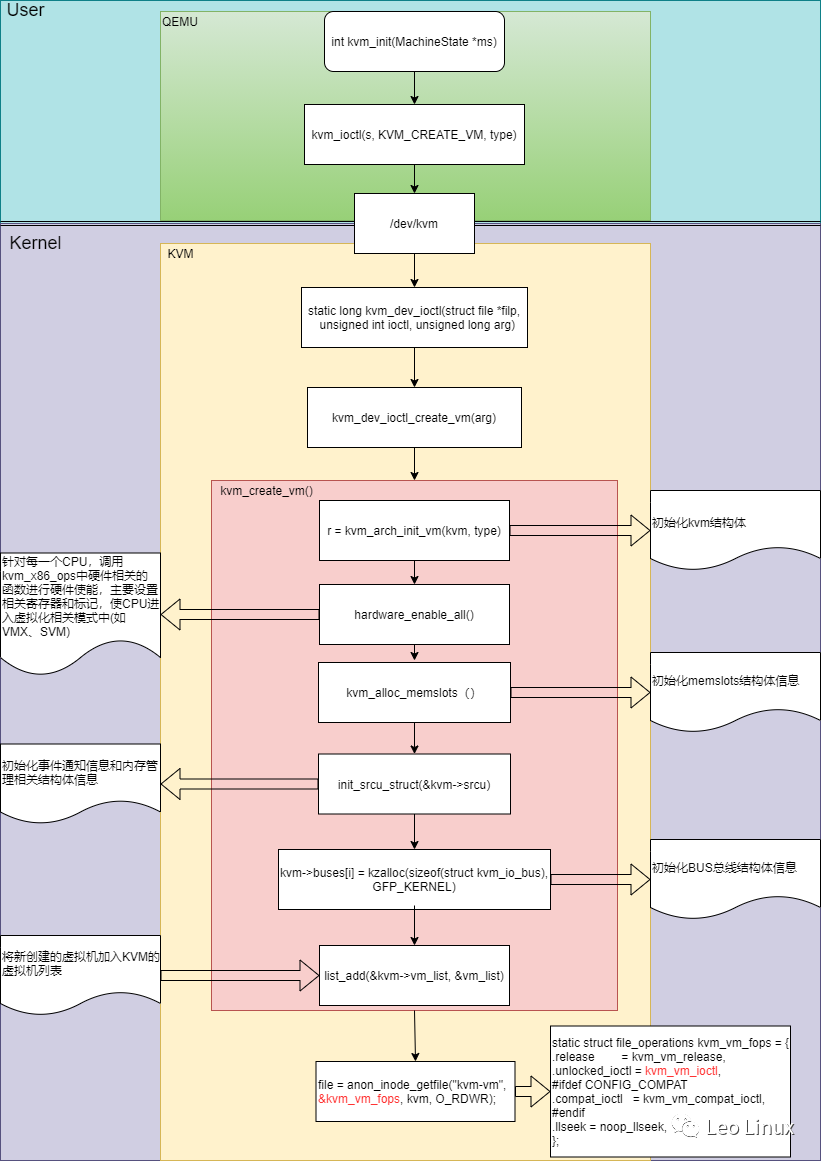 User
QEMU
int kvm_init(MachineState *ms)
kvm_ioctl(s, KVM_CREATE_VM, type)
/dev/kvm
Kernel
KVM
static long kvm_dev_ioctl(struct file *filp,
unsigned int ioctl, unsigned long arg)
kvm_dev_ioctl_create_vm(arg)
kvm_create_vm()
r = kvm_arch_init_vm(kvm, type)
初始化kvm结构体
针对每一个CPU，调用
kvm_x86_ops中硬件相关的
函数进行硬件使能，主要设置
相关寄存器和标记，使CPU进
入虚拟化相关模式中(如
VMX、SVM)
hardware_enable_all()
kvm_alloc_memslots（）
初始化memslots结构体信息
初始化事件通知信息和内存管
理相关结构体信息
init_srcu_struct(&kvm->srcu)
kvm->buses[i] = kzalloc(sizeof(struct kvm_io_bus),
GFP_KERNEL)
初始化BUS总线结构体信息
将新创建的虚拟机加入KVM的
虚拟机列表
list_add(&kvm->vm_list, &vm_list)
file = anon_inode_getfile("kvm-vm",
&kvm_vm_fops, kvm, O_RDWR);
static struct file_operations kvm_vm_fops = {
.release = kvm_vm_release,
.unlocked_ioctl = kvm_vm_ioctl,
#ifdef CONFIG_COMPAT
.compat_ioctl = kvm_vm_compat_ioctl,
#endif
.llseek = noop_llseek,
};
Leo Linux